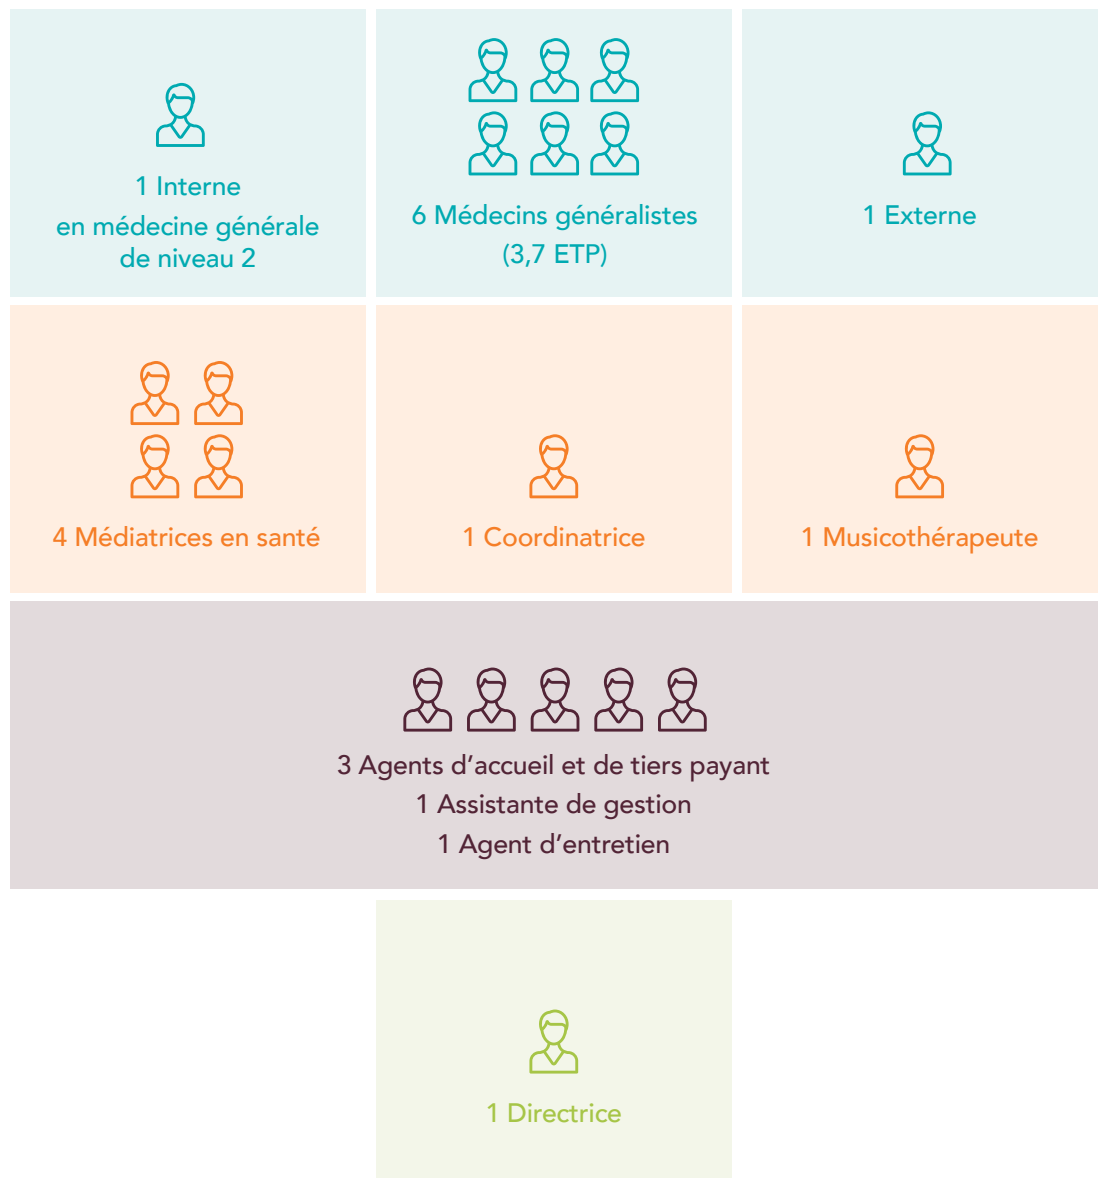 1 Interne
en médecine générale
de niveau 2
6 Médecins généralistes
(3,7 ETP)
1 Externe
4 Médiatrices en santé
1 Coordinatrice
1 Musicothérapeute
3 Agents d’accueil et de tiers payant
1 Assistante de gestion
1 Agent d’entretien
1 Directrice